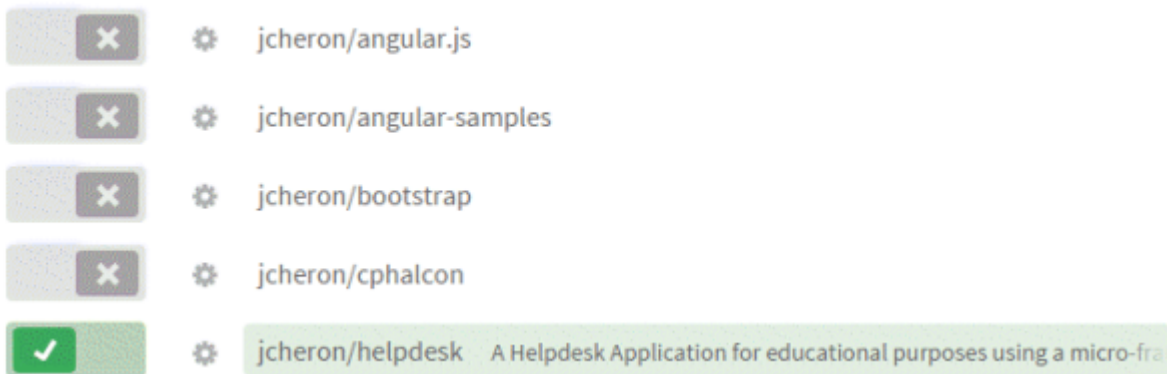 jcheron/angular.js
jcheron/angular-samples
jcheron/bootstrap
jcheron/cphalcon
jcheron/helpdesk A Helpdesk Application for educational purposes using a micro-fra